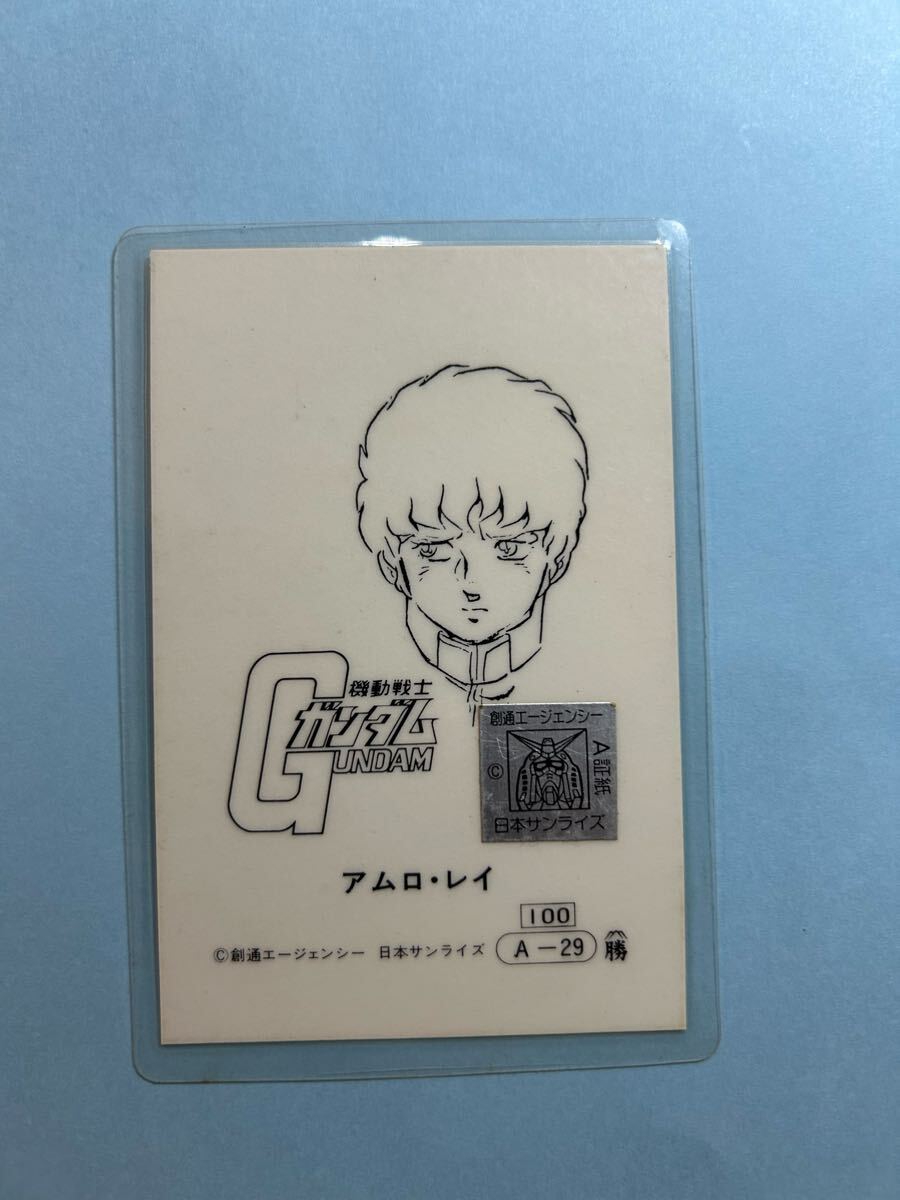 機動戦士
ガンダム
GUNDAM
創通エージェンシー
A証紙
©
日本サンライズ
アムロ・レイ
100
©創通エージェンシー 日本サンライズ
A-29
勝